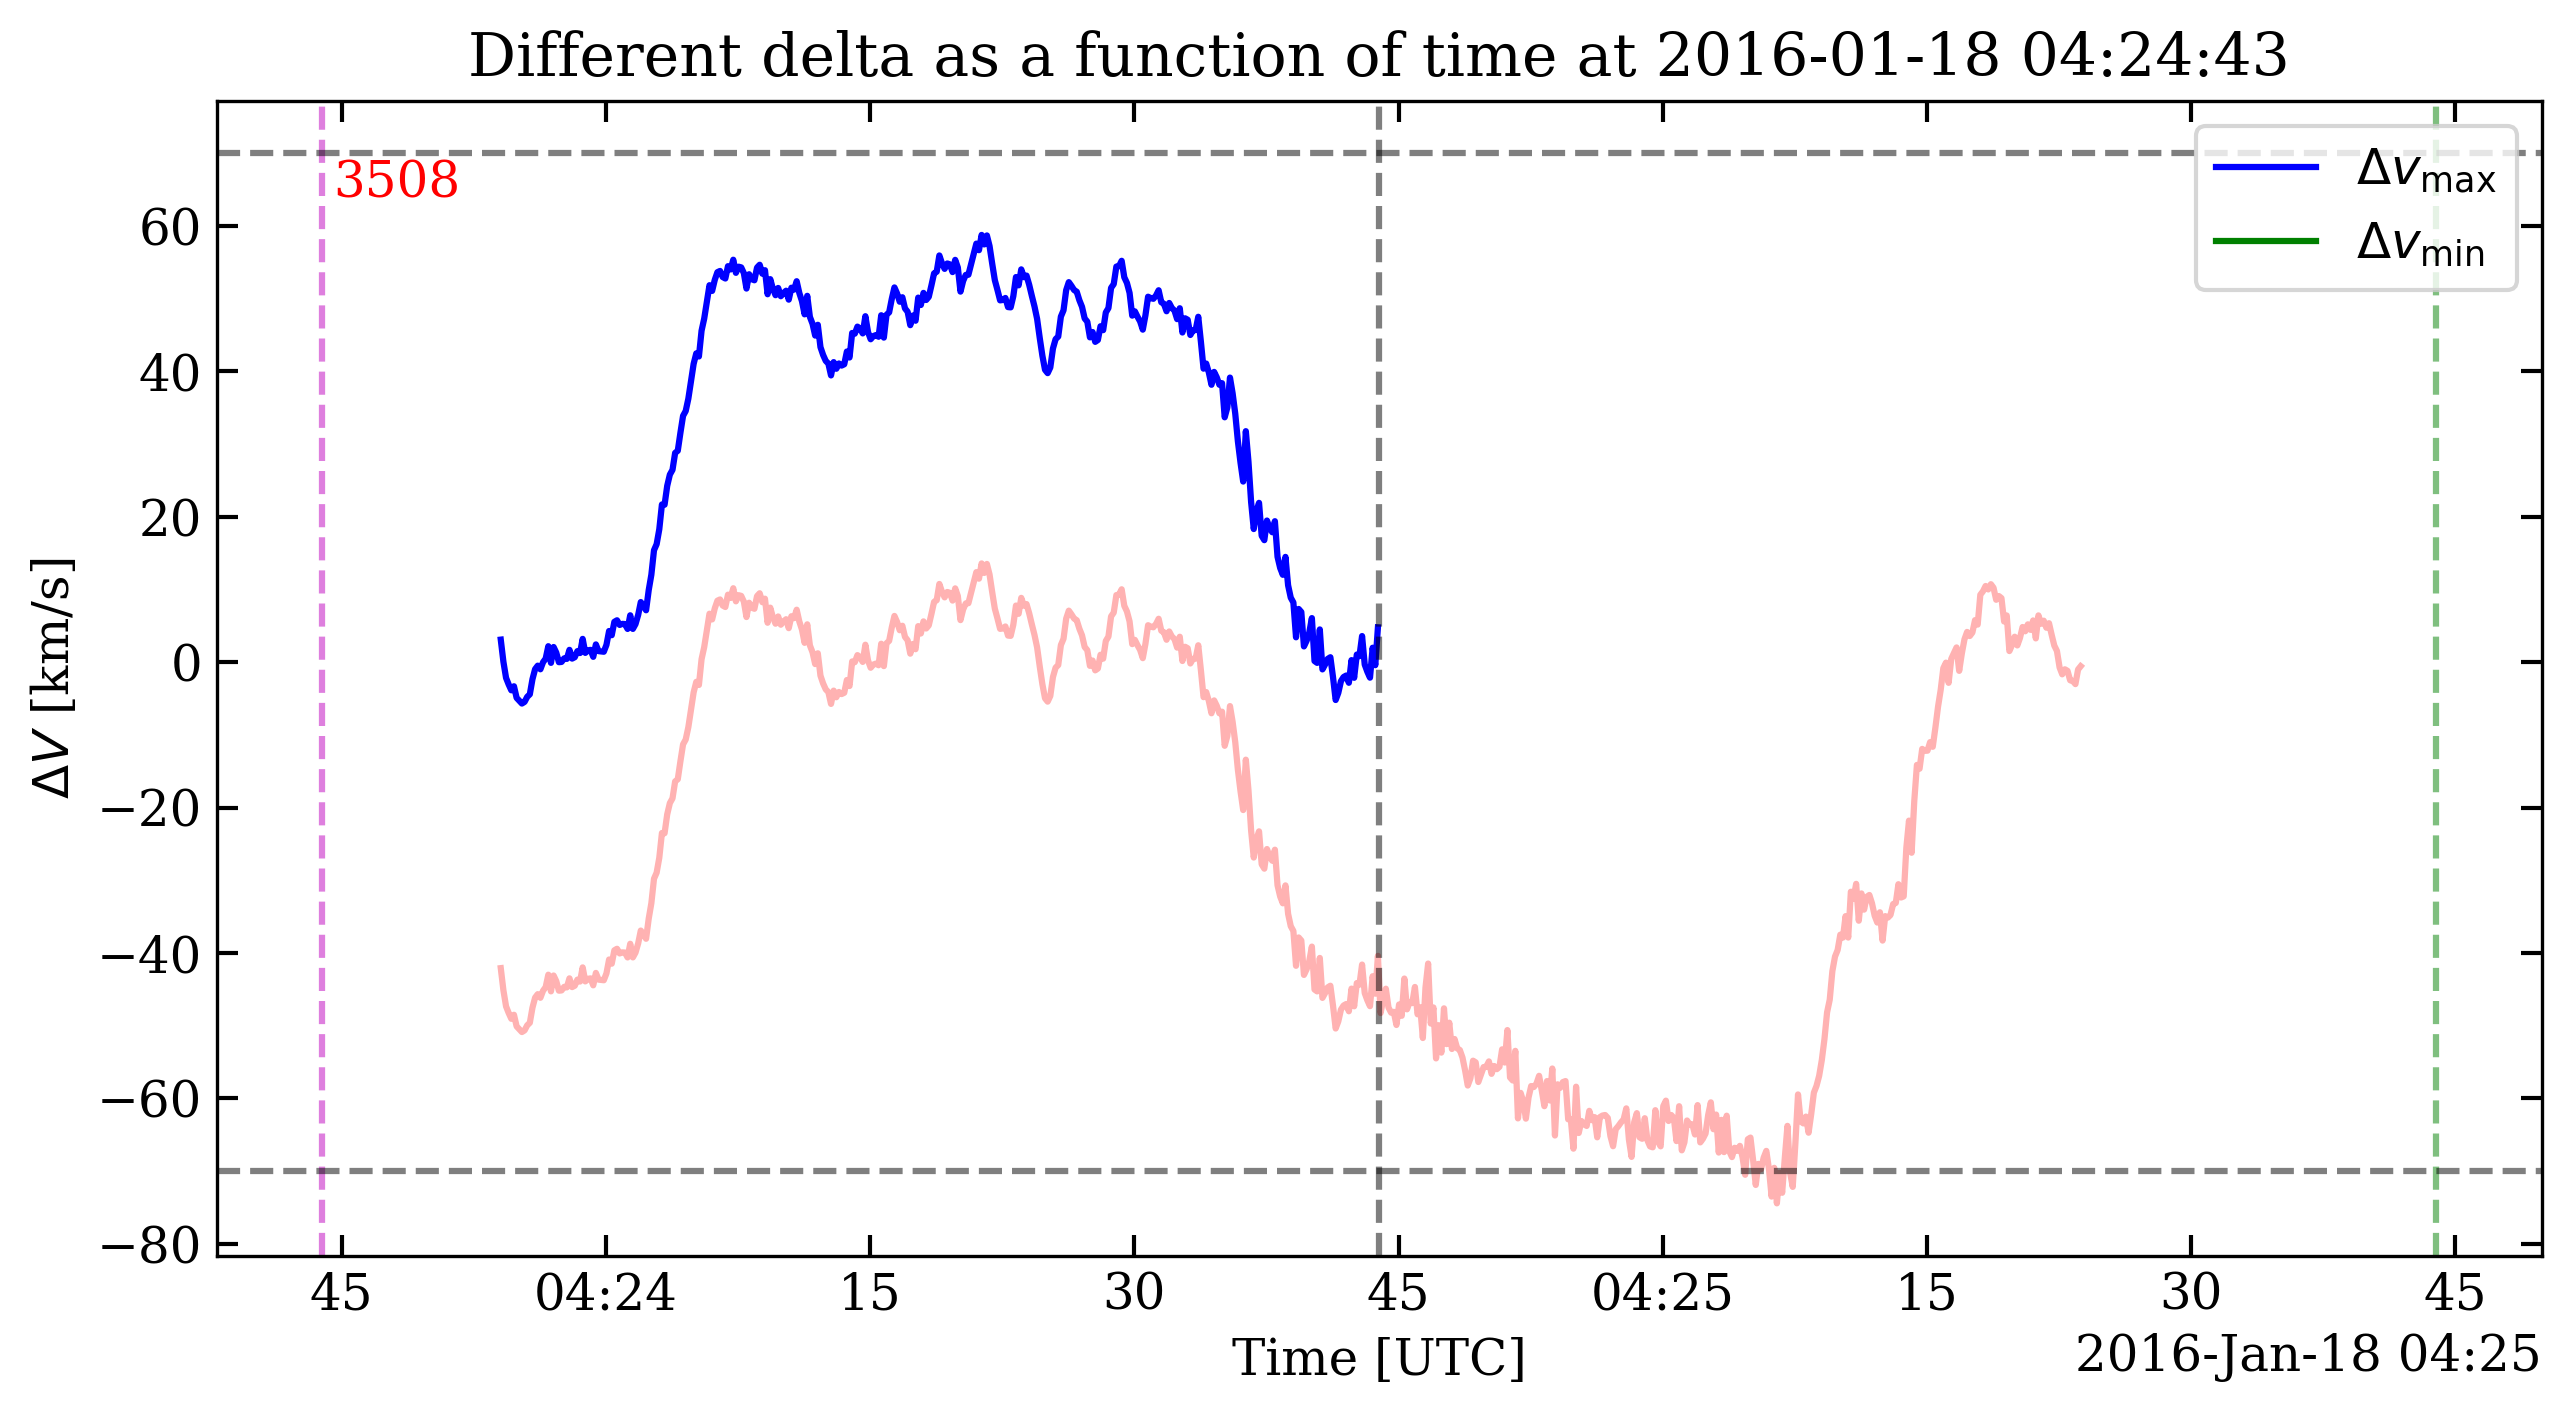 Different delta as a function of time at 2016-01-18 04:24:43
3508
Δv_max
Δv_min
60
40
20
0
−20
−40
−60
−80
ΔV [km/s]
45 04:24 15 30 45 04:25 15 30 45
Time [UTC]
2016-Jan-18 04:25